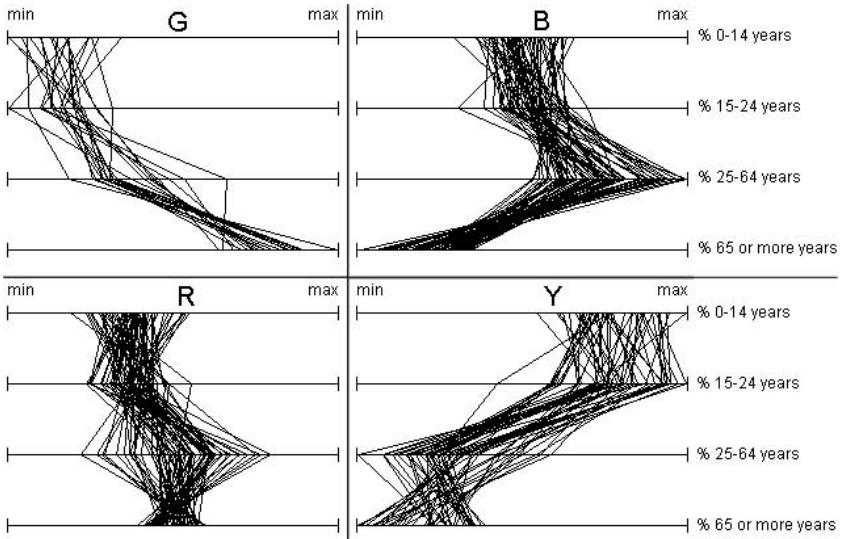 min G max
min B max
% 0-14 years
% 15-24 years
% 25-64 years
% 65 or more years
min R max
min Y max
% 0-14 years
% 15-24 years
% 25-64 years
% 65 or more years